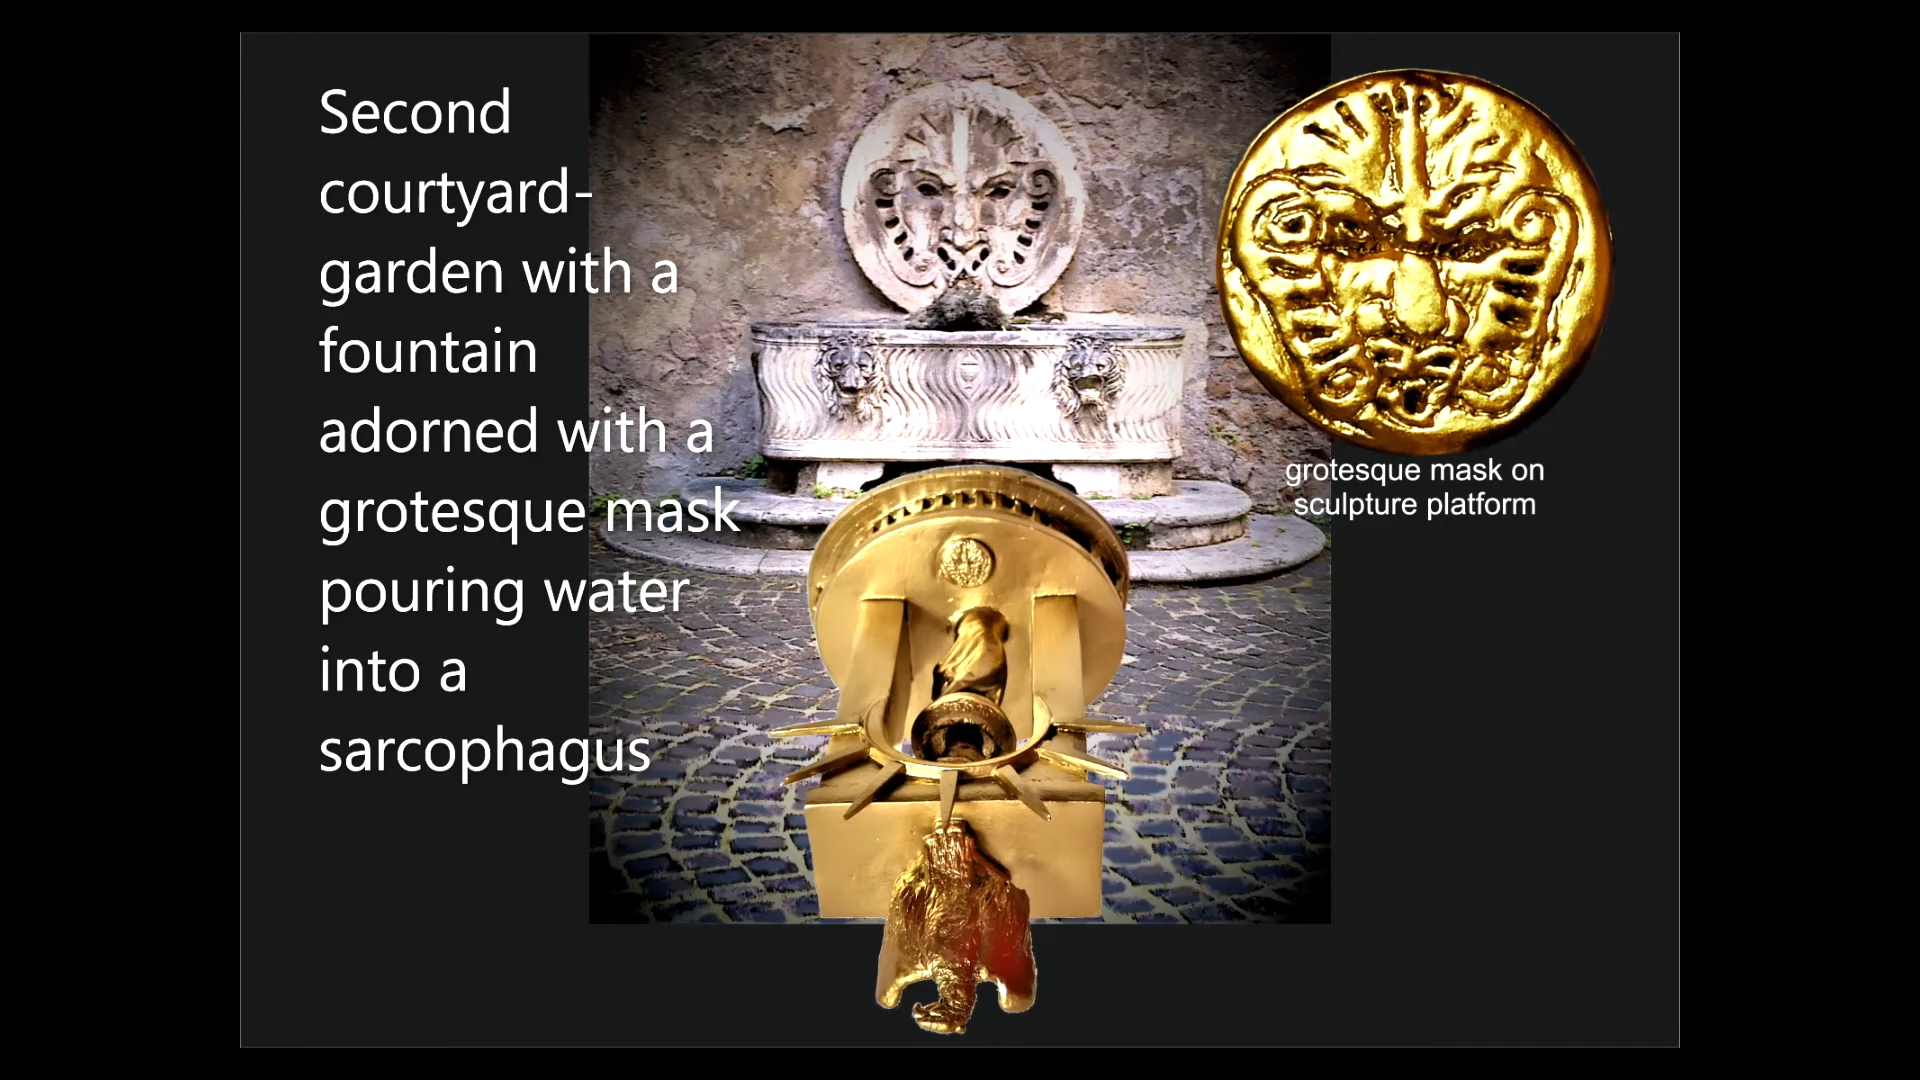 Second
courtyard-
garden with a
fountain
adorned with a
grotesque mask
pouring water
into a
sarcophagus
grotesque mask on
sculpture platform